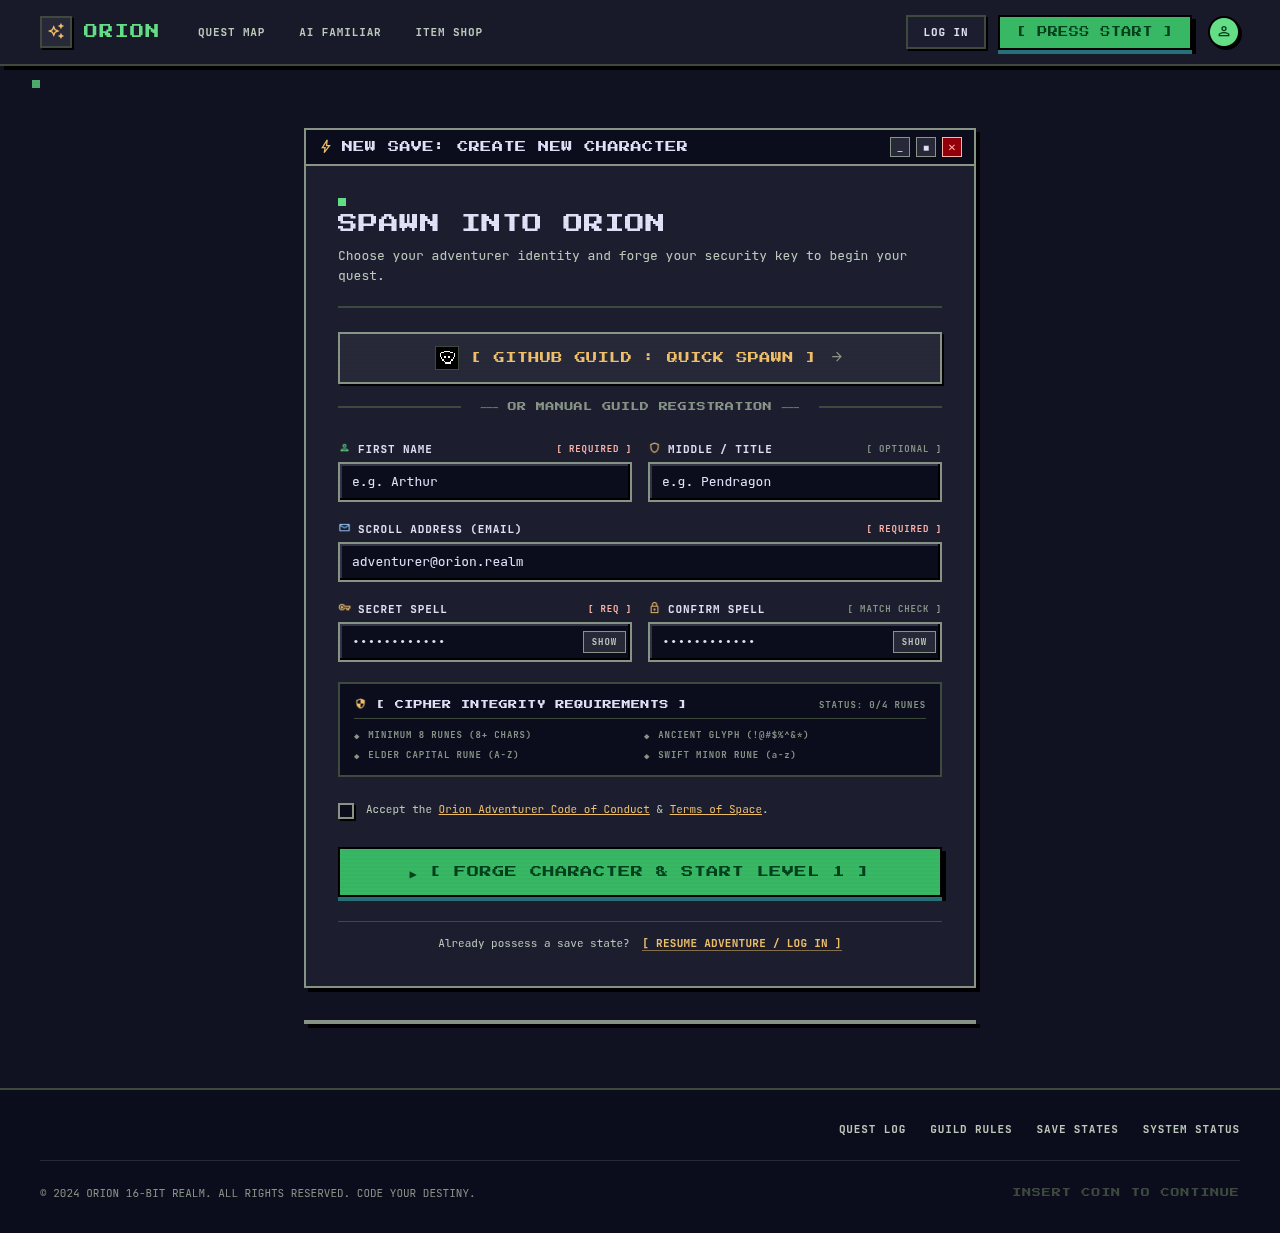 ORION
QUEST MAP
AI FAMILIAR
ITEM SHOP
LOG IN
[ PRESS START ]
NEW SAVE: CREATE NEW CHARACTER
SPAWN INTO ORION
Choose your adventurer identity and forge your security key to begin your
quest.
[ GITHUB GUILD : QUICK SPAWN ] →
—— OR MANUAL GUILD REGISTRATION ——
FIRST NAME [ REQUIRED ]
MIDDLE / TITLE [ OPTIONAL ]
e.g. Arthur
e.g. Pendragon
SCROLL ADDRESS (EMAIL) [ REQUIRED ]
adventurer@orion.realm
SECRET SPELL [ REQ ]
CONFIRM SPELL [ MATCH CHECK ]
•••••••••••• SHOW
•••••••••••• SHOW
[ CIPHER INTEGRITY REQUIREMENTS ] STATUS: 0/4 RUNES
◆ MINIMUM 8 RUNES (8+ CHARS)
◆ ANCIENT GLYPH (!@#$%^&*)
◆ ELDER CAPITAL RUNE (A-Z)
◆ SWIFT MINOR RUNE (a-z)
Accept the Orion Adventurer Code of Conduct & Terms of Space.
▶ [ FORGE CHARACTER & START LEVEL 1 ]
Already possess a save state? [ RESUME ADVENTURE / LOG IN ]
QUEST LOG
GUILD RULES
SAVE STATES
SYSTEM STATUS
© 2024 ORION 16-BIT REALM. ALL RIGHTS RESERVED. CODE YOUR DESTINY.
INSERT COIN TO CONTINUE